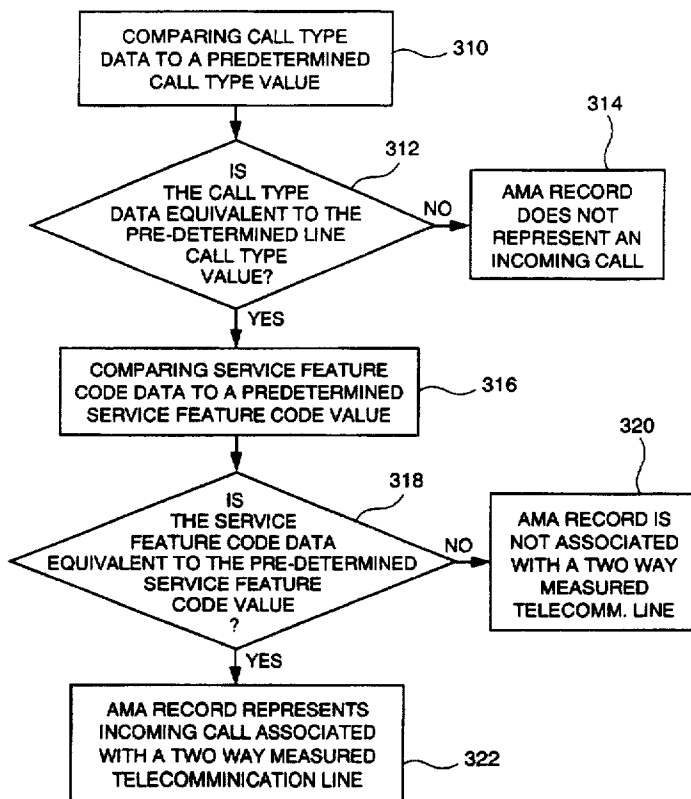 COMPARING CALL TYPE
DATA TO A PREDETERMINED
CALL TYPE VALUE
310
IS
THE CALL TYPE
DATA EQUIVALENT TO THE
PRE-DETERMINED LINE
CALL TYPE
VALUE?
312
NO
314
AMA RECORD
DOES NOT
REPRESENT AN
INCOMING CALL
YES
COMPARING SERVICE FEATURE
CODE DATA TO A PREDETERMINED
SERVICE FEATURE CODE VALUE
316
IS
THE SERVICE
FEATURE CODE DATA
EQUIVALENT TO THE PRE-DETERMINED
SERVICE FEATURE
CODE VALUE
?
318
NO
320
AMA RECORD IS
NOT ASSOCIATED
WITH A TWO WAY
MEASURED
TELECOMM. LINE
YES
AMA RECORD REPRESENTS
INCOMING CALL ASSOCIATED
WITH A TWO WAY MEASURED
TELECOMMINICATION LINE
322